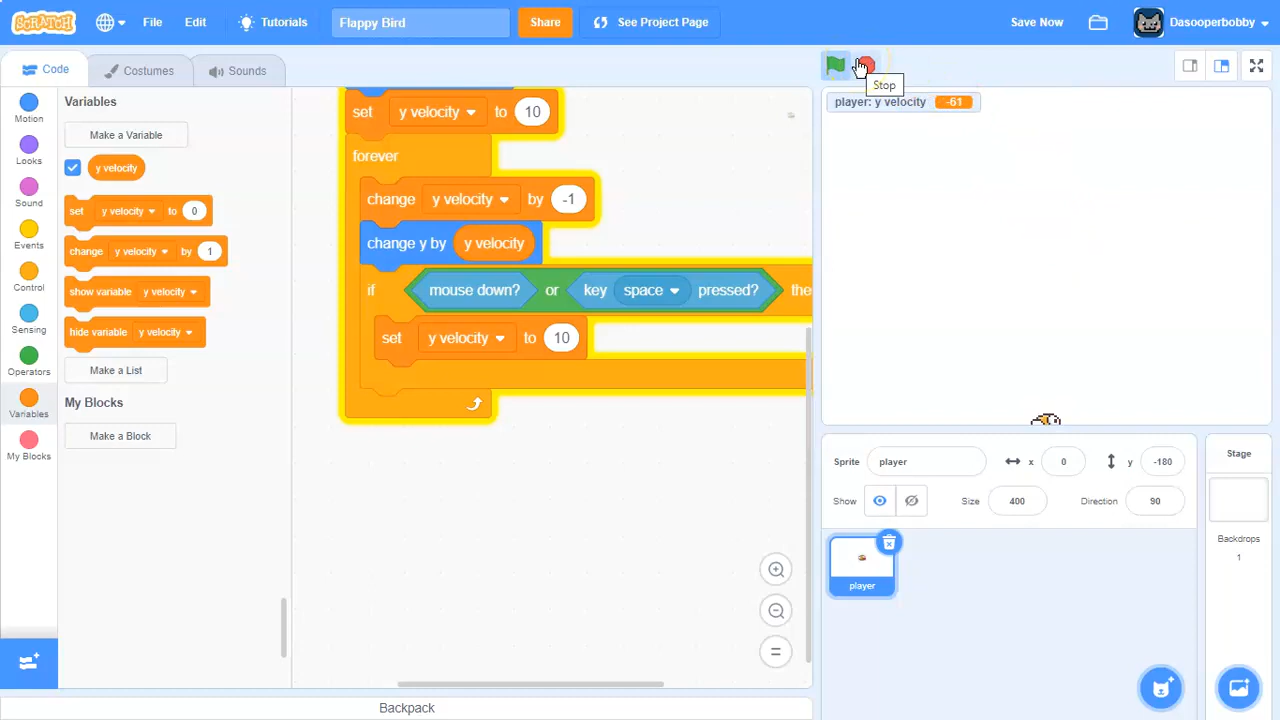 SCRATCH
File
Edit
Tutorials
Flappy Bird
Share
See Project Page
Save Now
Dasooperbobby
Code
Costumes
Sounds
Stop
Motion
Looks
Sound
Events
Control
Sensing
Operators
Variables
My Blocks
Variables
Make a Variable
y velocity
set y velocity to 0
change y velocity by 1
show variable y velocity
hide variable y velocity
Make a List
My Blocks
Make a Block
set y velocity to 10
forever
change y velocity by -1
change y by y velocity
if mouse down? or key space pressed? the
set y velocity to 10
Backpack
player: y velocity -61
Sprite player x 0 y -180
Show Size 400 Direction 90
player
Stage
Backdrops
1